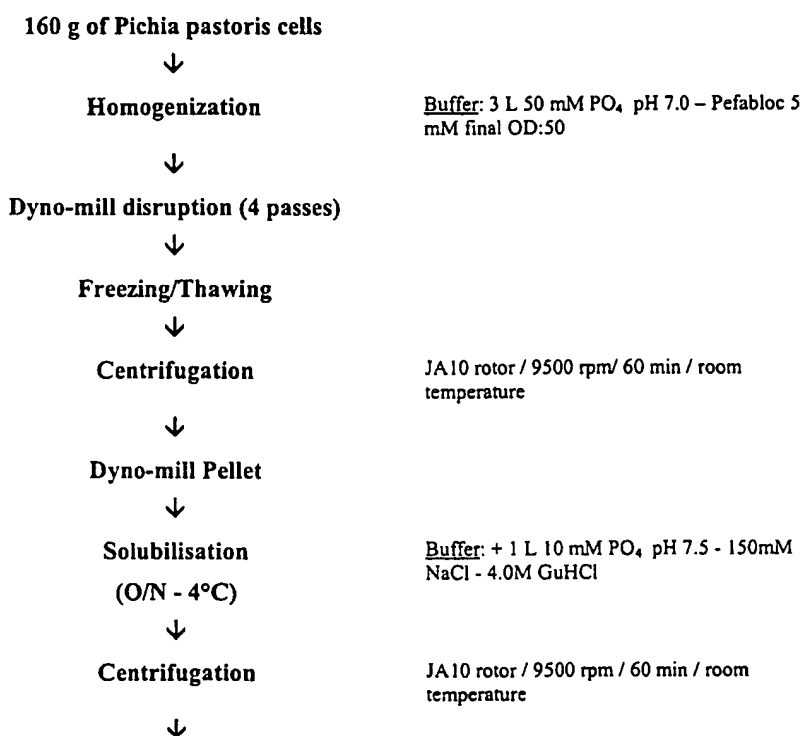 160 g of Pichia pastoris cells
↓
Homogenization
Buffer: 3 L 50 mM PO₄ pH 7.0 – Pefabloc 5
mM final OD:50
↓
Dyno-mill disruption (4 passes)
↓
Freezing/Thawing
↓
Centrifugation
JA10 rotor / 9500 rpm/ 60 min / room
temperature
↓
Dyno-mill Pellet
↓
Solubilisation
(O/N - 4°C)
Buffer: + 1 L 10 mM PO₄ pH 7.5 - 150mM
NaCl - 4.0M GuHCl
↓
Centrifugation
JA10 rotor / 9500 rpm / 60 min / room
temperature
↓